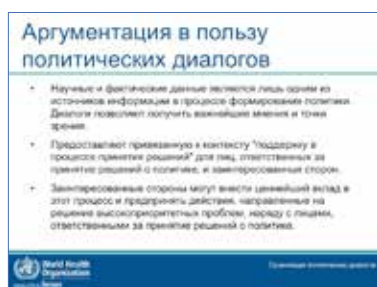 Аргументация в пользу
политических диалогов
• Научные и фактические данные являются лишь одним из
источников информации в процессе формирования политики.
Диалоги позволяют получить важнейшие мнения и точки
зрения.
• Предоставляют привязанную к контексту "поддержку в
процессе принятия решений" для лиц, ответственных за
принятие решений о политике, и заинтересованных сторон.
• Заинтересованные стороны могут внести ценнейший вклад в
этот процесс и предпринять действия, направленные на
решение высокоприоритетных проблем, наряду с лицами,
ответственными за принятие решений о политике.
World Health
Organization